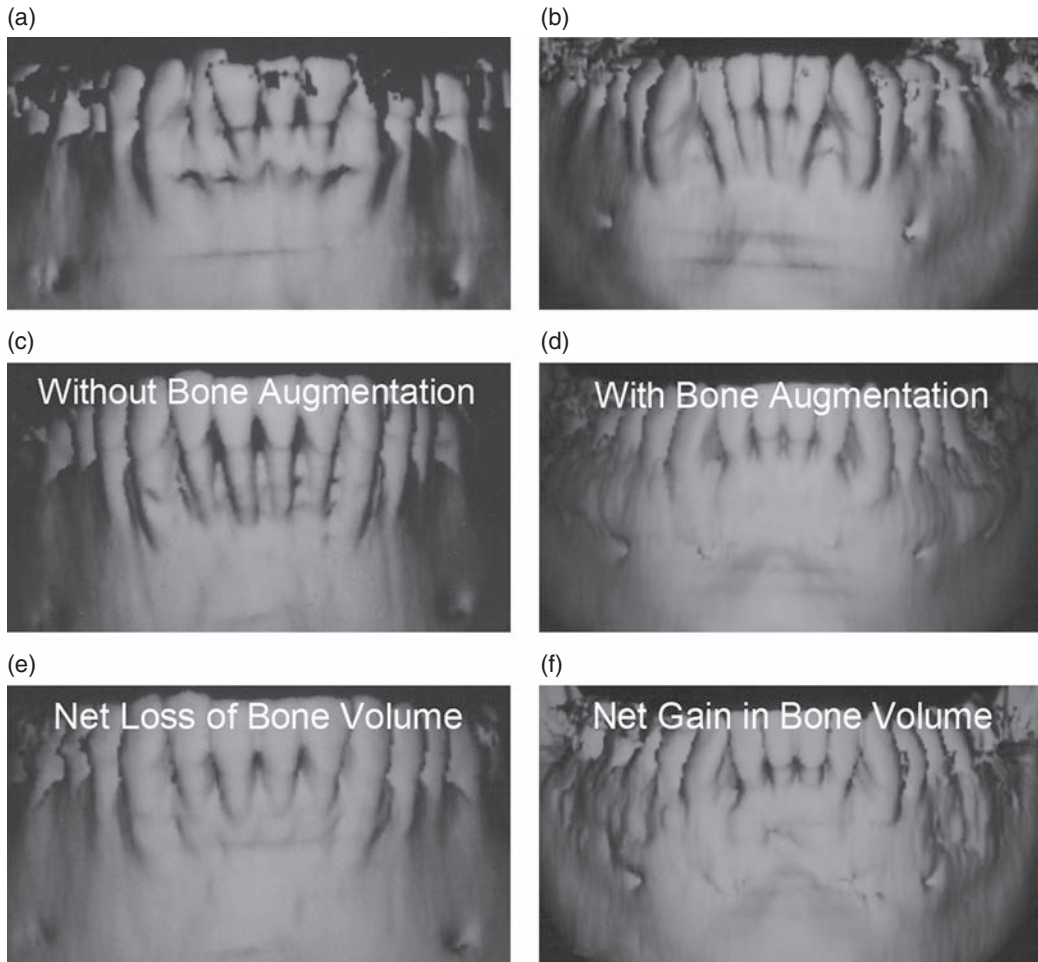 (a)
(b)
(c)
(d)
Without Bone Augmentation
With Bone Augmentation
(e)
(f)
Net Loss of Bone Volume
Net Gain in Bone Volume